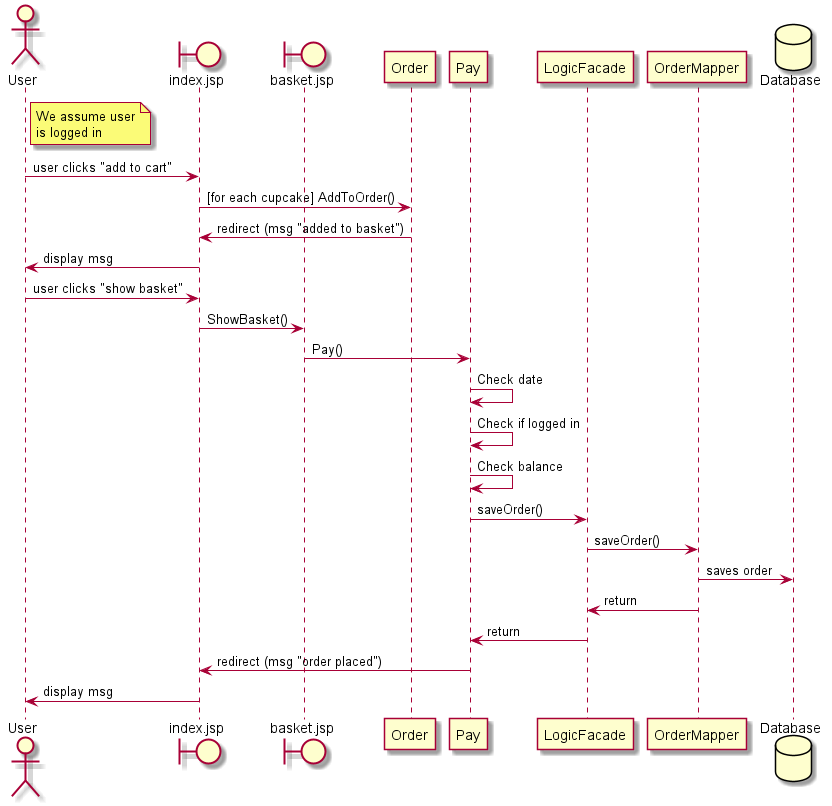 User
index.jsp
basket.jsp
Order
Pay
LogicFacade
OrderMapper
Database
We assume user
is logged in
user clicks "add to cart"
[for each cupcake] AddToOrder()
redirect (msg "added to basket")
display msg
user clicks "show basket"
ShowBasket()
Pay()
Check date
Check if logged in
Check balance
saveOrder()
saveOrder()
saves order
return
return
redirect (msg "order placed")
display msg
User
index.jsp
basket.jsp
Order
Pay
LogicFacade
OrderMapper
Database